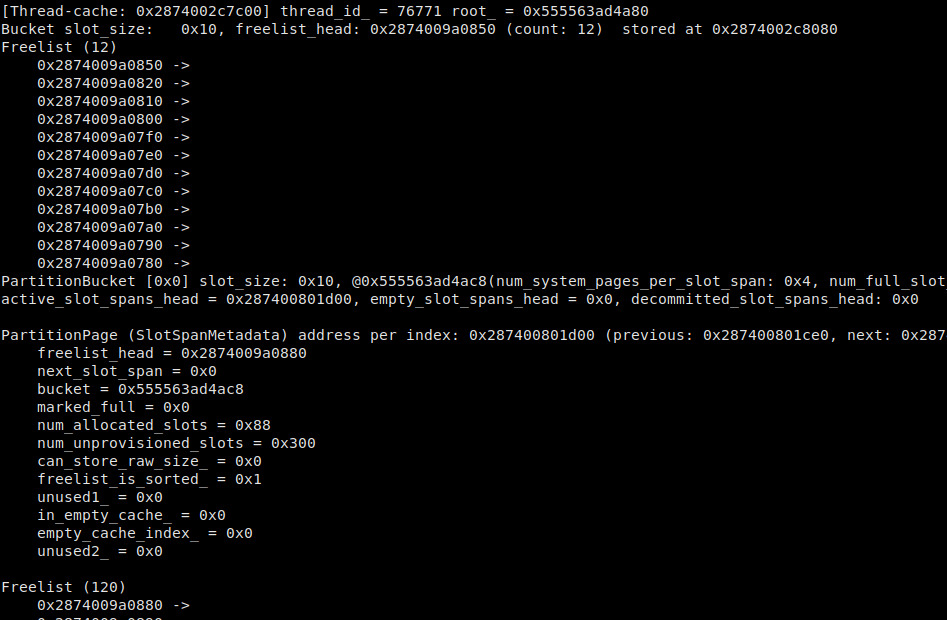 [Thread-cache: 0x2874002c7c00] thread_id_ = 76771 root_ = 0x555563ad4a80
Bucket slot_size:   0x10, freelist_head: 0x2874009a0850 (count: 12)  stored at 0x2874002c8080
Freelist (12)
    0x2874009a0850 ->
    0x2874009a0820 ->
    0x2874009a0810 ->
    0x2874009a0800 ->
    0x2874009a07f0 ->
    0x2874009a07e0 ->
    0x2874009a07d0 ->
    0x2874009a07c0 ->
    0x2874009a07b0 ->
    0x2874009a07a0 ->
    0x2874009a0790 ->
    0x2874009a0780 ->
PartitionBucket [0x0] slot_size: 0x10, @0x555563ad4ac8(num_system_pages_per_slot_span: 0x4, num_full_slot
active_slot_spans_head = 0x287400801d00, empty_slot_spans_head = 0x0, decommitted_slot_spans_head: 0x0
PartitionPage (SlotSpanMetadata) address per index: 0x287400801d00 (previous: 0x287400801ce0, next: 0x287
    freelist_head = 0x2874009a0880
    next_slot_span = 0x0
    bucket = 0x555563ad4ac8
    marked_full = 0x0
    num_allocated_slots = 0x88
    num_unprovisioned_slots = 0x300
    can_store_raw_size_ = 0x0
    freelist_is_sorted_ = 0x1
    unused1_ = 0x0
    in_empty_cache_ = 0x0
    empty_cache_index_ = 0x0
    unused2_ = 0x0
Freelist (120)
    0x2874009a0880 ->